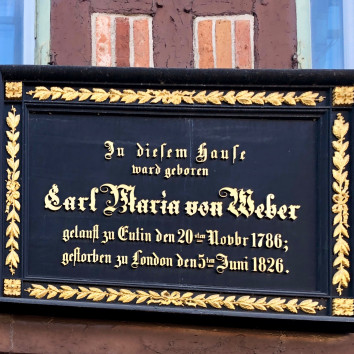 In diesem Hause
ward geboren
Carl Maria von Weber
getauft zu Eutin den 20sten Novbr 1786;
gestorben zu London den 5ten Juni 1826.